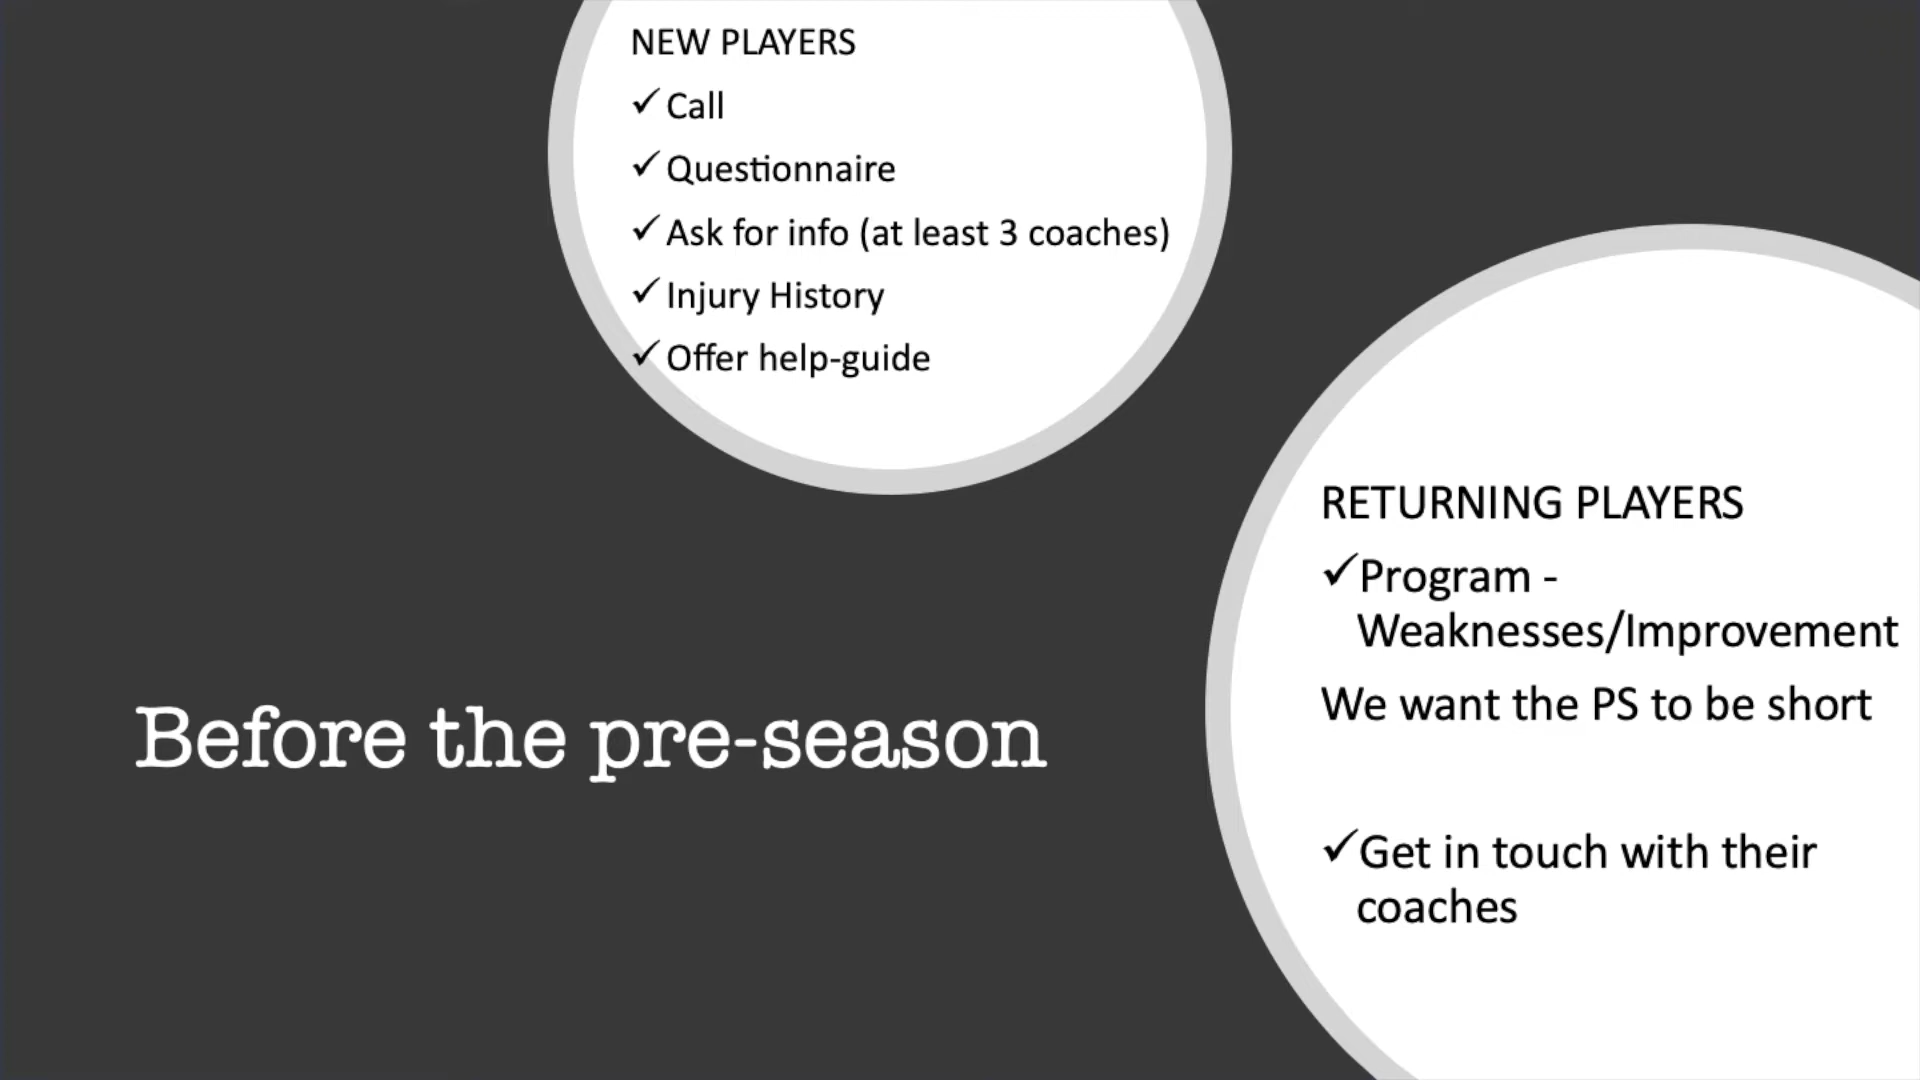 NEW PLAYERS
✓ Call
✓ Questionnaire
✓ Ask for info (at least 3 coaches)
✓ Injury History
✓ Offer help-guide
RETURNING PLAYERS
✓ Program -
Weaknesses/Improvement
We want the PS to be short
✓ Get in touch with their
coaches
Before the pre-season